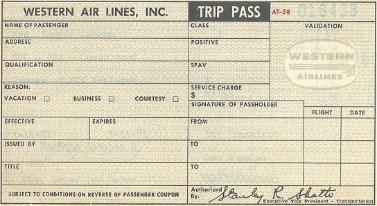 WESTERN AIR LINES, INC.
TRIP PASS
AT-58
NAME OF PASSENGER
CLASS
VALIDATION
ADDRESS
POSITIVE
WESTERN
AIRLINES
QUALIFICATION
SPAV
REASON:
SERVICE CHARGE
VACATION BUSINESS COURTESY
$
SIGNATURE OF PASSHOLDER
FLIGHT DATE
EFFECTIVE EXPIRES
FROM
ISSUED BY
TO
TITLE
TO
SUBJECT TO CONDITIONS ON REVERSE OF PASSENGER COUPON
Authorized
By: Stanley R. Shatto
Executive Vice President - Transportation